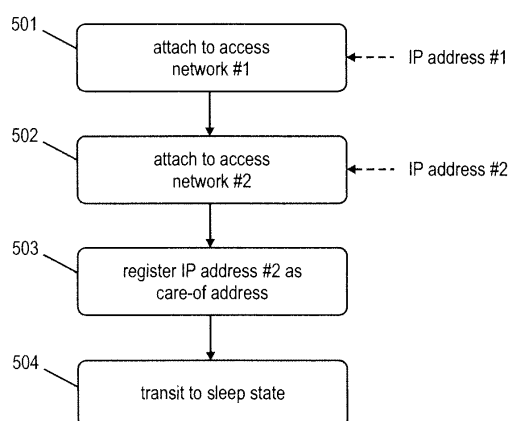 501
attach to access
network #1
IP address #1
502
attach to access
network #2
IP address #2
503
register IP address #2 as
care-of address
504
transit to sleep state